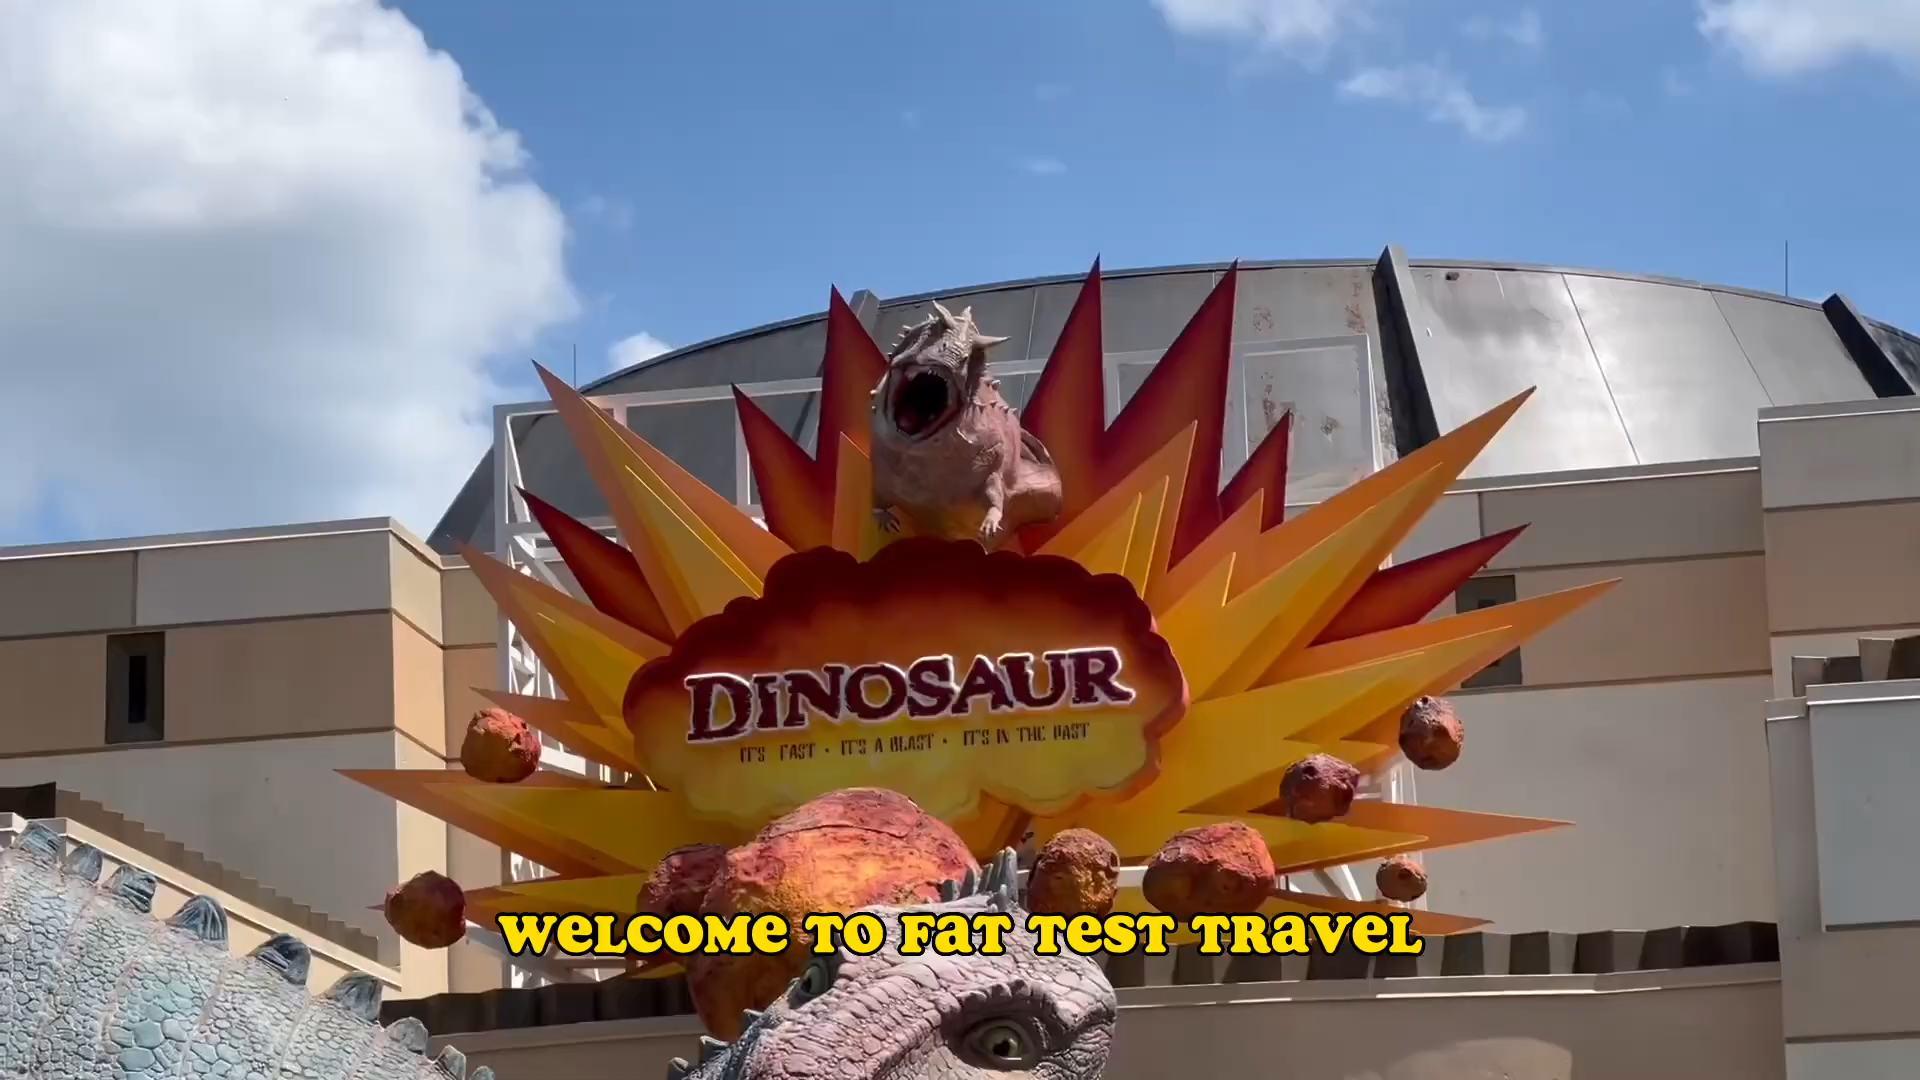 DINOSAUR
IT'S FAST • IT'S A BLAST • IT'S IN THE PAST
WELCOME TO FAT TEST TRAVEL